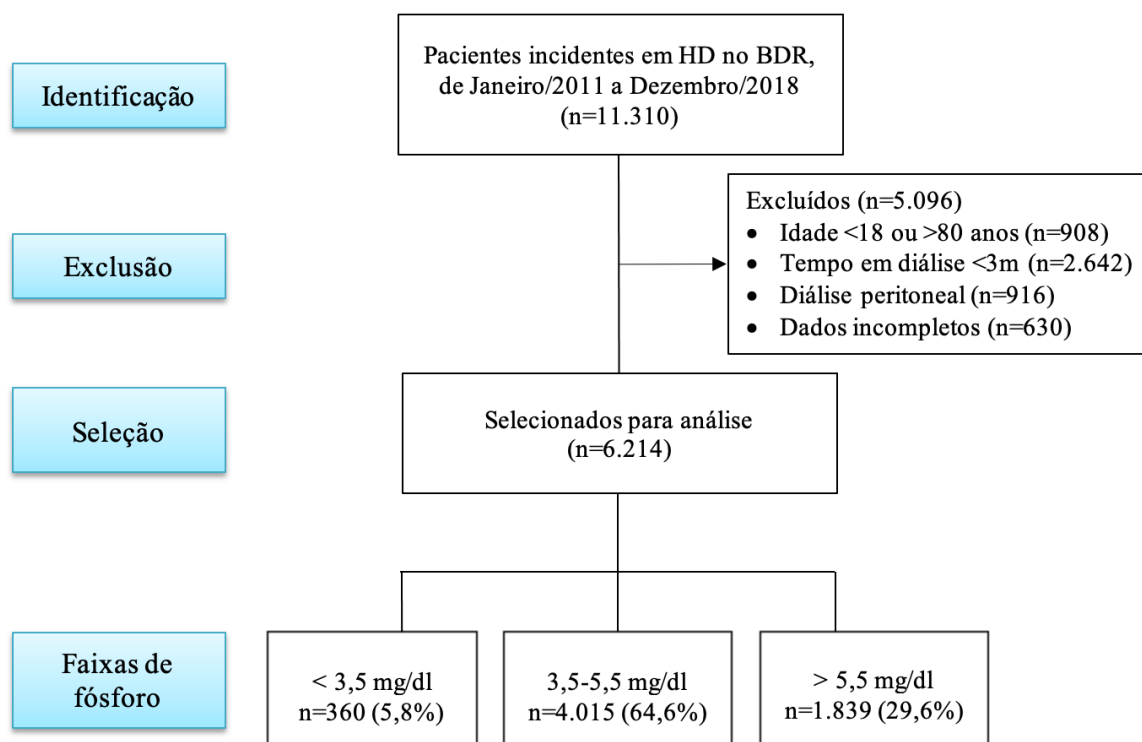 Identificação
Pacientes incidentes em HD no BDR,
de Janeiro/2011 a Dezembro/2018
(n=11.310)
Exclusão
Excluídos (n=5.096)
• Idade <18 ou >80 anos (n=908)
• Tempo em diálise <3m (n=2.642)
• Diálise peritoneal (n=916)
• Dados incompletos (n=630)
Seleção
Selecionados para análise
(n=6.214)
Faixas de
fósforo
< 3,5 mg/dl
n=360 (5,8%)
3,5-5,5 mg/dl
n=4.015 (64,6%)
> 5,5 mg/dl
n=1.839 (29,6%)